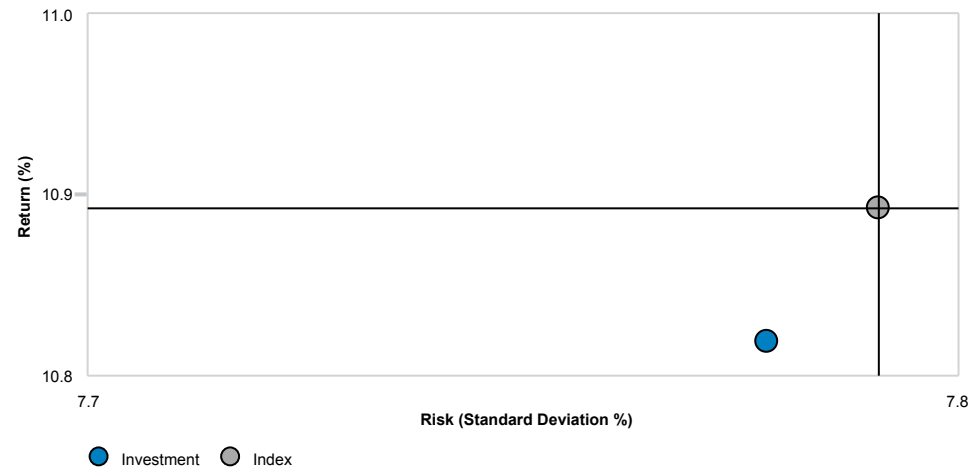 11.0
Return (%)
10.9
10.8
7.7
7.8
Risk (Standard Deviation %)
Investment Index